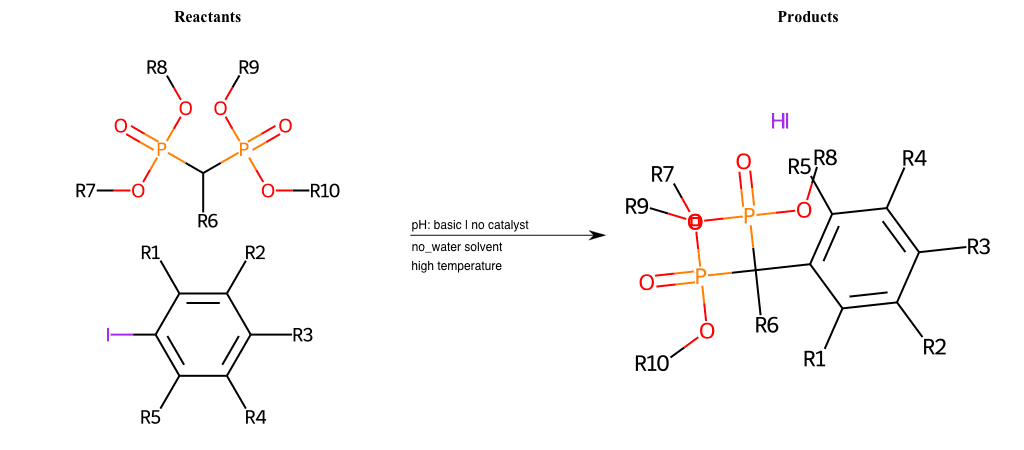 Reactants
Products
R8
R9
O
O
O
O
P
P
R7
O
O
R10
R6
R1
R2
I
R3
R5
R4
pH: basic | no catalyst
no_water solvent
high temperature
HI
O
R5
R8
R4
R7
R9
O
P
O
R3
O
P
R6
O
R10
R1
R2